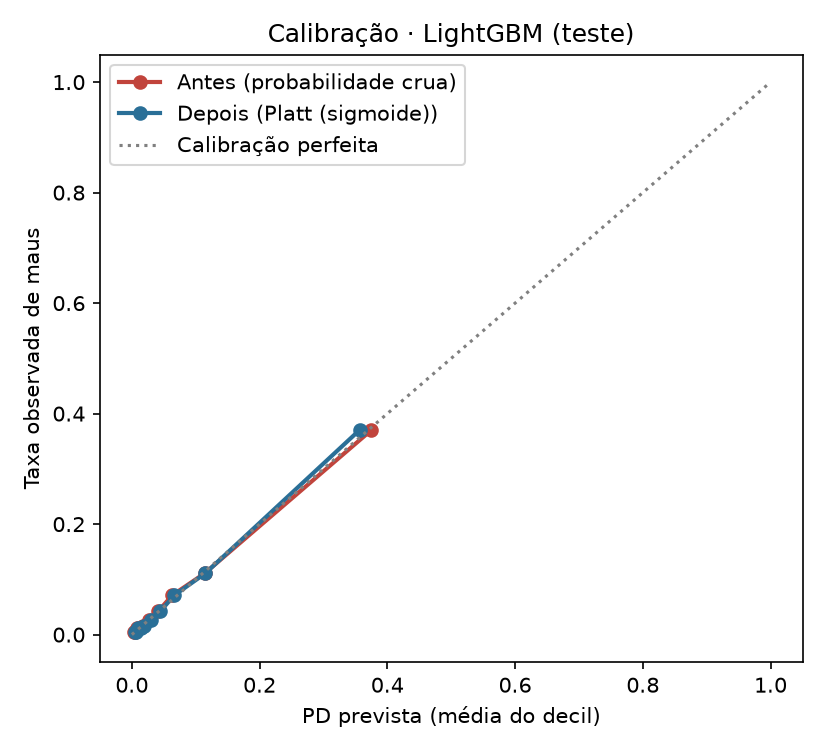 Calibração · LightGBM (teste)
Antes (probabilidade crua)
Depois (Platt (sigmoide))
Calibração perfeita
Taxa observada de maus
1.0
0.8
0.6
0.4
0.2
0.0
0.0 0.2 0.4 0.6 0.8 1.0
PD prevista (média do decil)